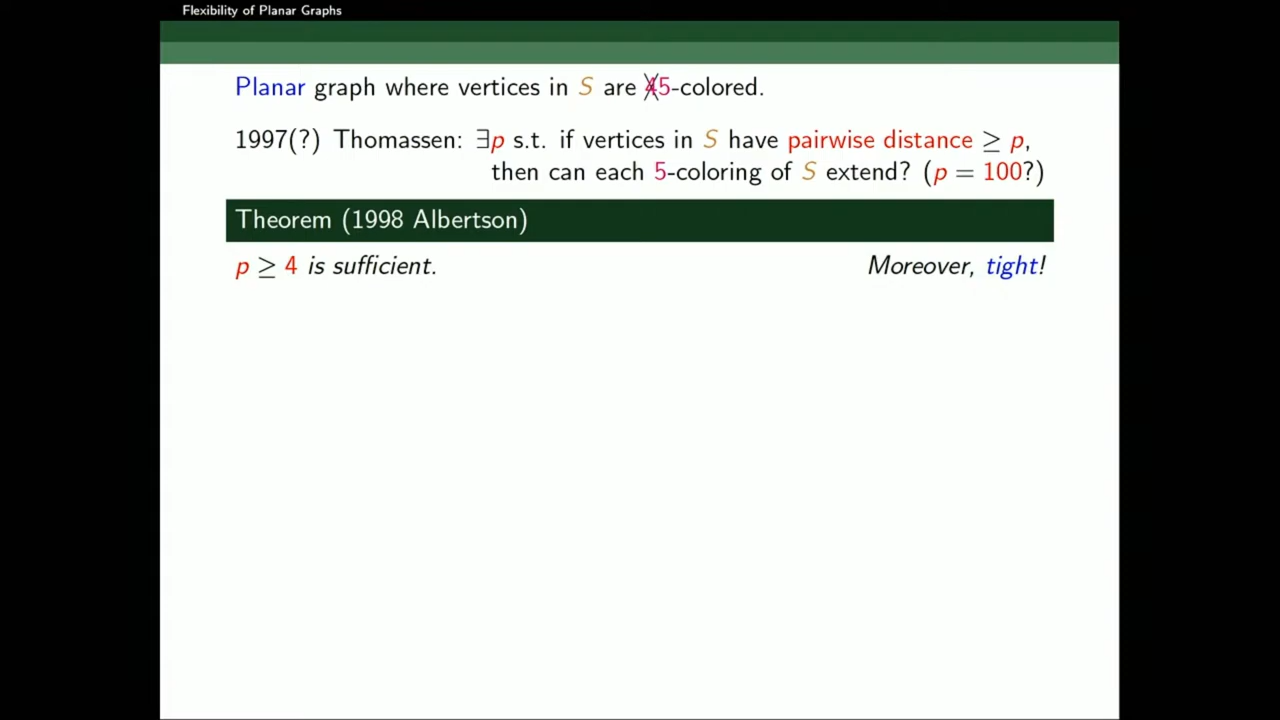 Flexibility of Planar Graphs
Planar graph where vertices in S are 45-colored.
1997(?) Thomassen: ∃p s.t. if vertices in S have pairwise distance ≥ p,
then can each 5-coloring of S extend? (p = 100?)
Theorem (1998 Albertson)
p ≥ 4 is sufficient. Moreover, tight!